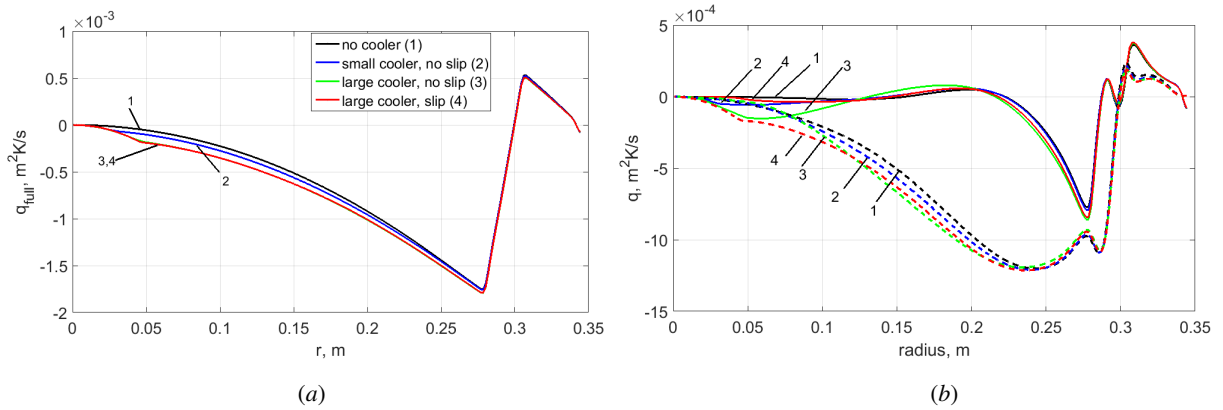 ×10⁻³
1
0.5
0
-0.5
-1
-1.5
-2
q_full, m²K/s
0 0.05 0.1 0.15 0.2 0.25 0.3 0.35
r, m
no cooler (1)
small cooler, no slip (2)
large cooler, no slip (3)
large cooler, slip (4)
1
2
3,4
(a)
×10⁻⁴
5
0
-5
-10
-15
q, m²K/s
0 0.05 0.1 0.15 0.2 0.25 0.3 0.35
radius, m
2 4 1 3
4 3 2 1
(b)